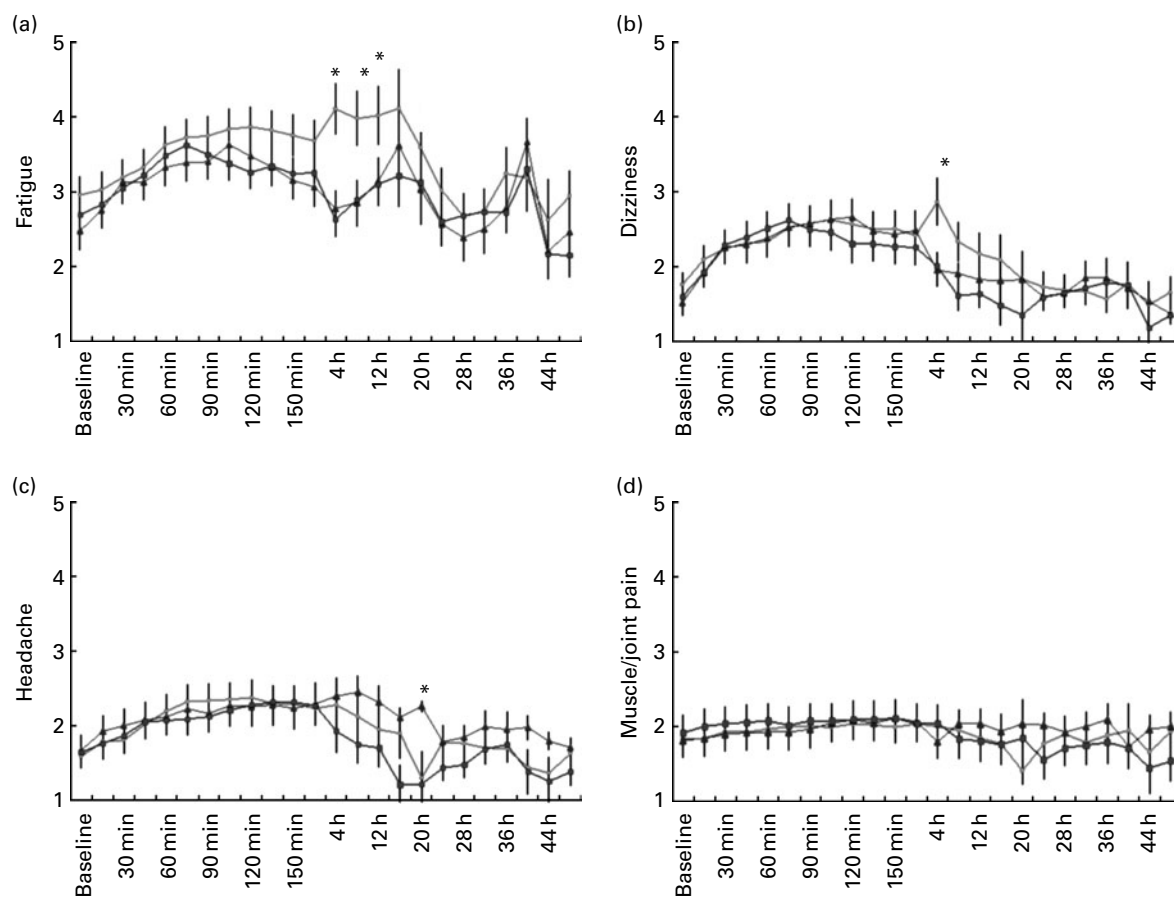 (a)
5
4
3
2
1
Fatigue
*
*
*
Baseline
30 min
60 min
90 min
120 min
150 min
4 h
12 h
20 h
28 h
36 h
44 h
(b)
5
4
3
2
1
Dizziness
*
Baseline
30 min
60 min
90 min
120 min
150 min
4 h
12 h
20 h
28 h
36 h
44 h
(c)
5
4
3
2
1
Headache
*
Baseline
30 min
60 min
90 min
120 min
150 min
4 h
12 h
20 h
28 h
36 h
44 h
(d)
5
4
3
2
1
Muscle/joint pain
Baseline
30 min
60 min
90 min
120 min
150 min
4 h
12 h
20 h
28 h
36 h
44 h